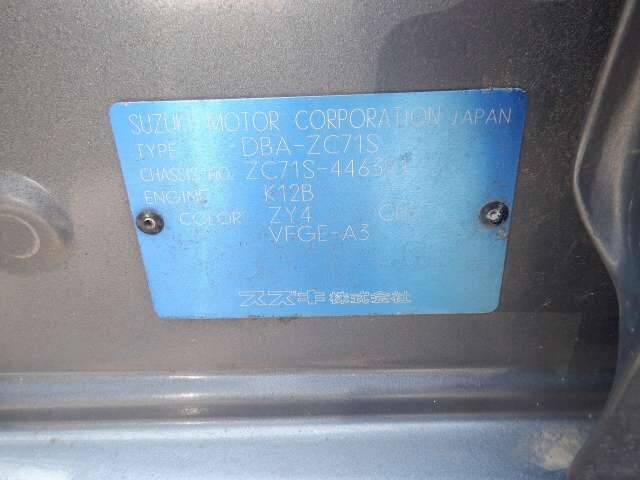 SUZUKI MOTOR CORPORATION JAPAN
TYPE DBA-ZC71S
CHASSIS NO.
ENGINE K12B
COLOR ZY4
VFGE-A3
スズキ株式会社